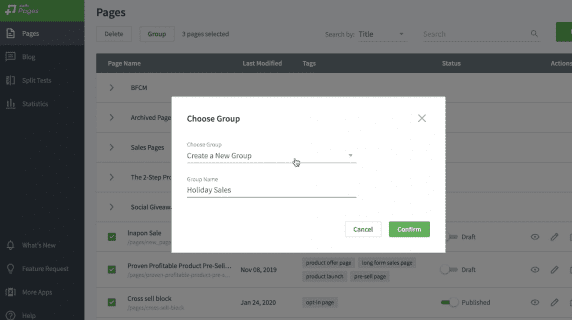 Pages
Pages
Delete
Group
3 pages selected
Search by: Title
Search
Pages
Blog
Split Tests
Statistics
What's New
Feature Request
More Apps
Help
Page Name Last Modified Tags Status Actions
BFCM
Archived Pag
Sales Pages
The 2-Step Pr
Social Giveaw
Choose Group
Choose Group
Create a New Group
Group Name
Holiday Sales
Cancel
Confirm
Inapon Sale
Draft
Proven Profitable Product Pre-Sell... Nov 08, 2019 product offer page long form sales page
product launch pre-sell page Draft
Cross sell block Jan 24, 2020 opt in page Published